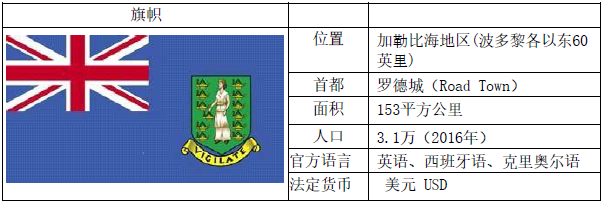 旗帜
位置
加勒比海地区(波多黎各以东60
英里)
首都
罗德城（Road Town）
面积
153平方公里
人口
3.1万（2016年）
官方语言
英语、西班牙语、克里奥尔语
法定货币
美元 USD
VIGILATE